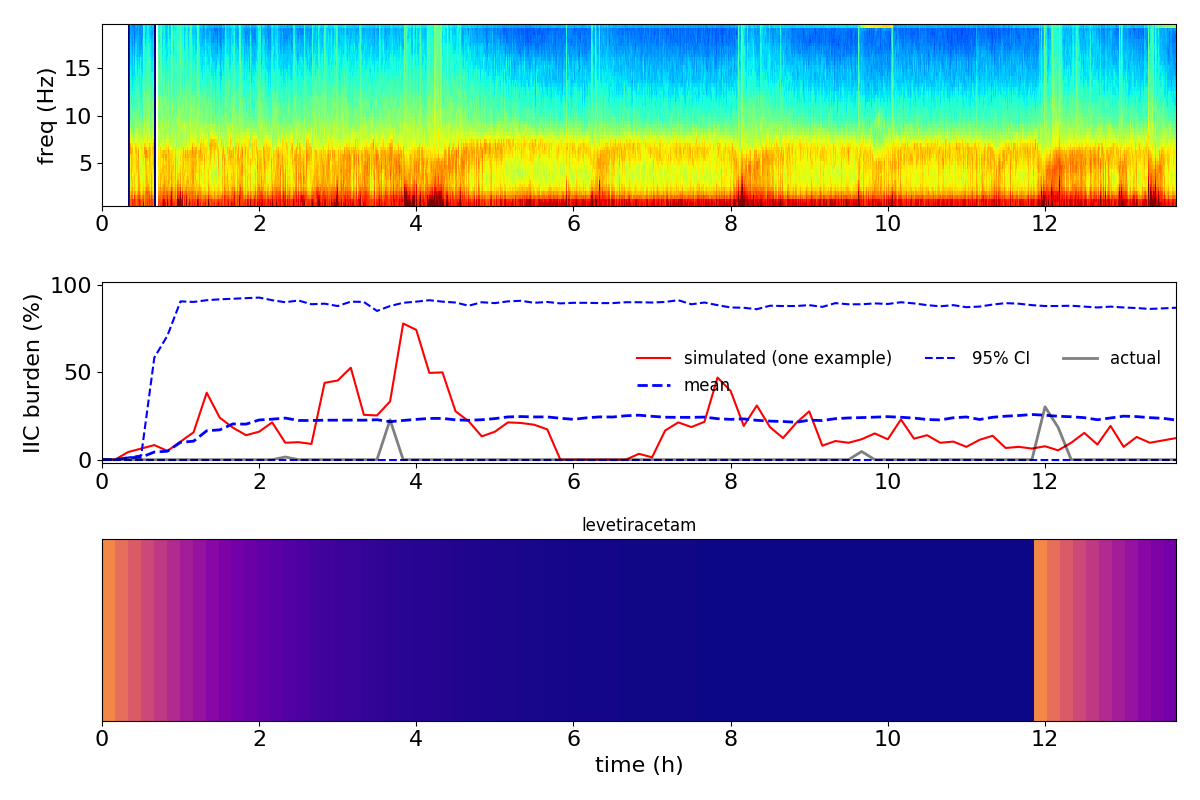 15
10
5
freq (Hz)
0 2 4 6 8 10 12
100
50
0
IIC burden (%)
simulated (one example) 95% CI actual
mean
0 2 4 6 8 10 12
levetiracetam
0 2 4 6 8 10 12
time (h)